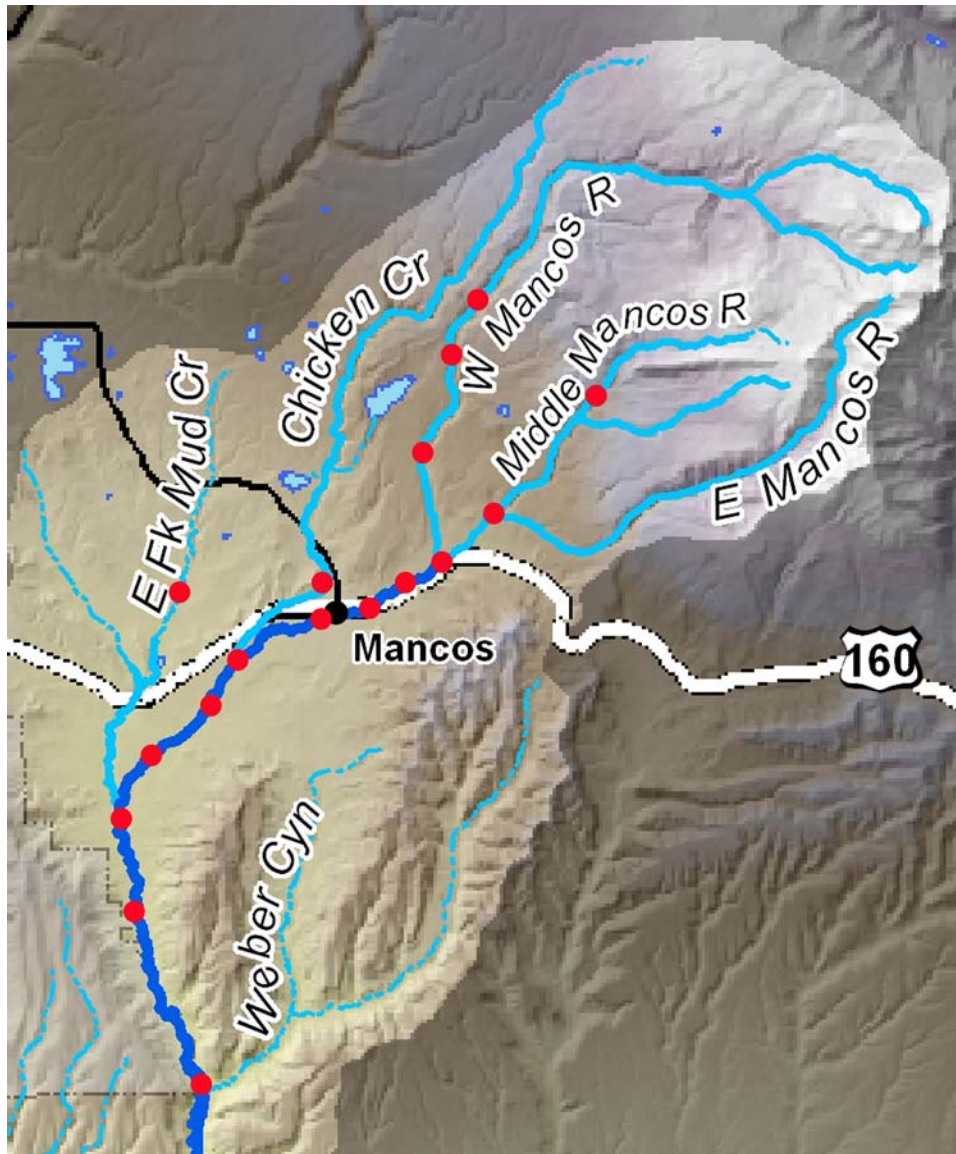 Chicken Cr
W Mancos R
Middle Mancos R
E Mancos R
E Fk Mud Cr
Mancos
160
Weber Cyn